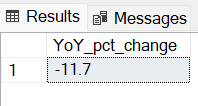 Results Messages
YoY_pct_change
1 -11.7